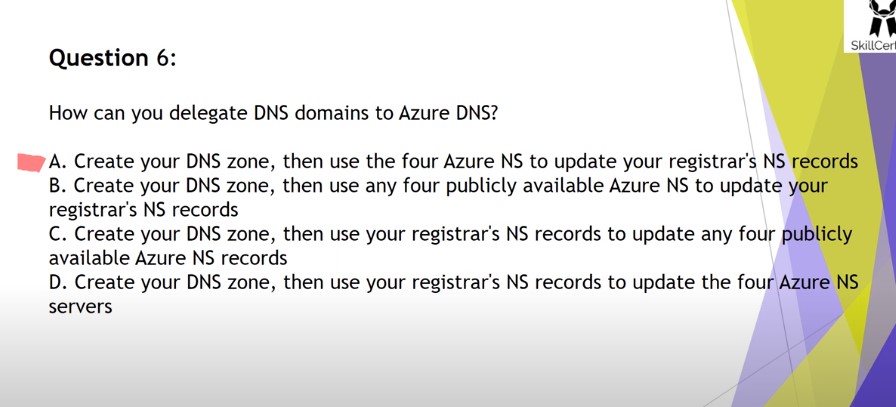 SkillCert
Question 6:
How can you delegate DNS domains to Azure DNS?
A. Create your DNS zone, then use the four Azure NS to update your registrar's NS records
B. Create your DNS zone, then use any four publicly available Azure NS to update your
registrar's NS records
C. Create your DNS zone, then use your registrar's NS records to update any four publicly
available Azure NS records
D. Create your DNS zone, then use your registrar's NS records to update the four Azure NS
servers